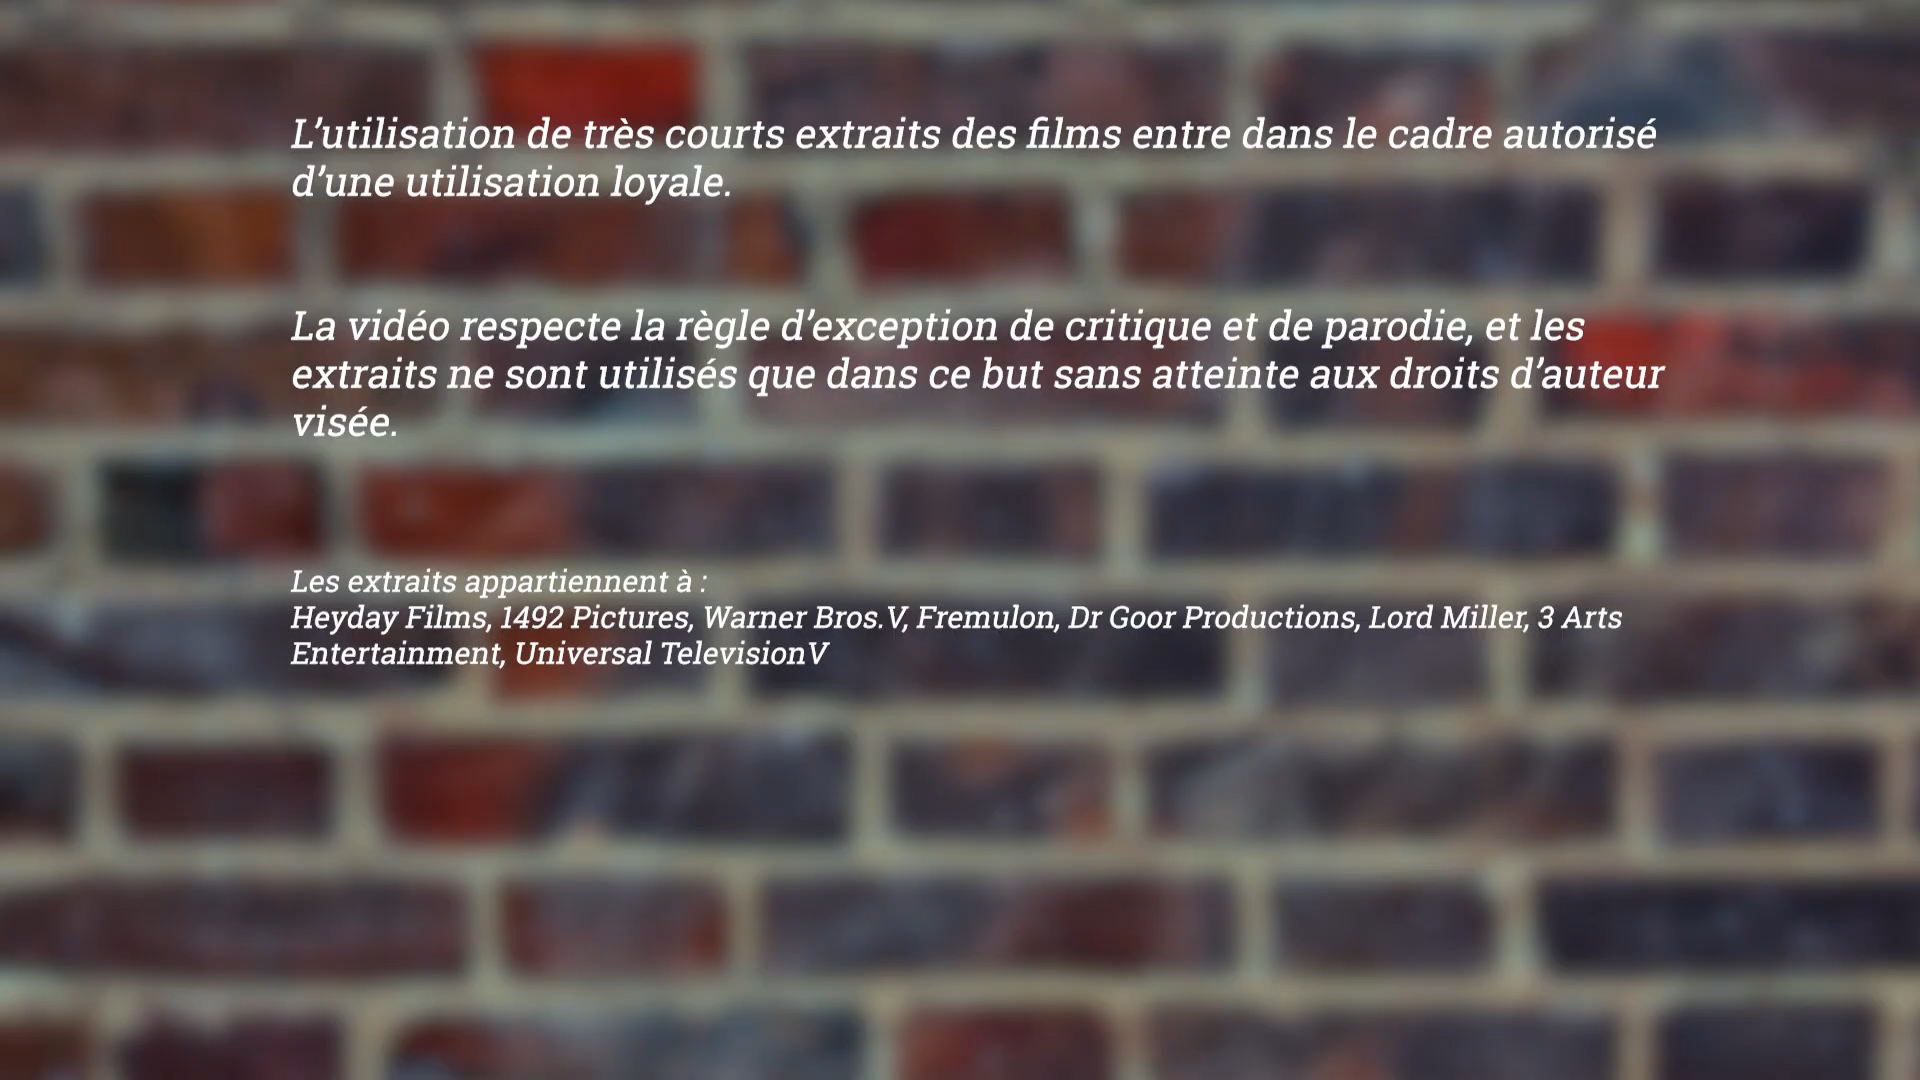 L’utilisation de très courts extraits des films entre dans le cadre autorisé
d’une utilisation loyale.
La vidéo respecte la règle d’exception de critique et de parodie, et les
extraits ne sont utilisés que dans ce but sans atteinte aux droits d’auteur
visée.
Les extraits appartiennent à :
Heyday Films, 1492 Pictures, Warner Bros.V, Fremulon, Dr Goor Productions, Lord Miller, 3 Arts
Entertainment, Universal TelevisionV